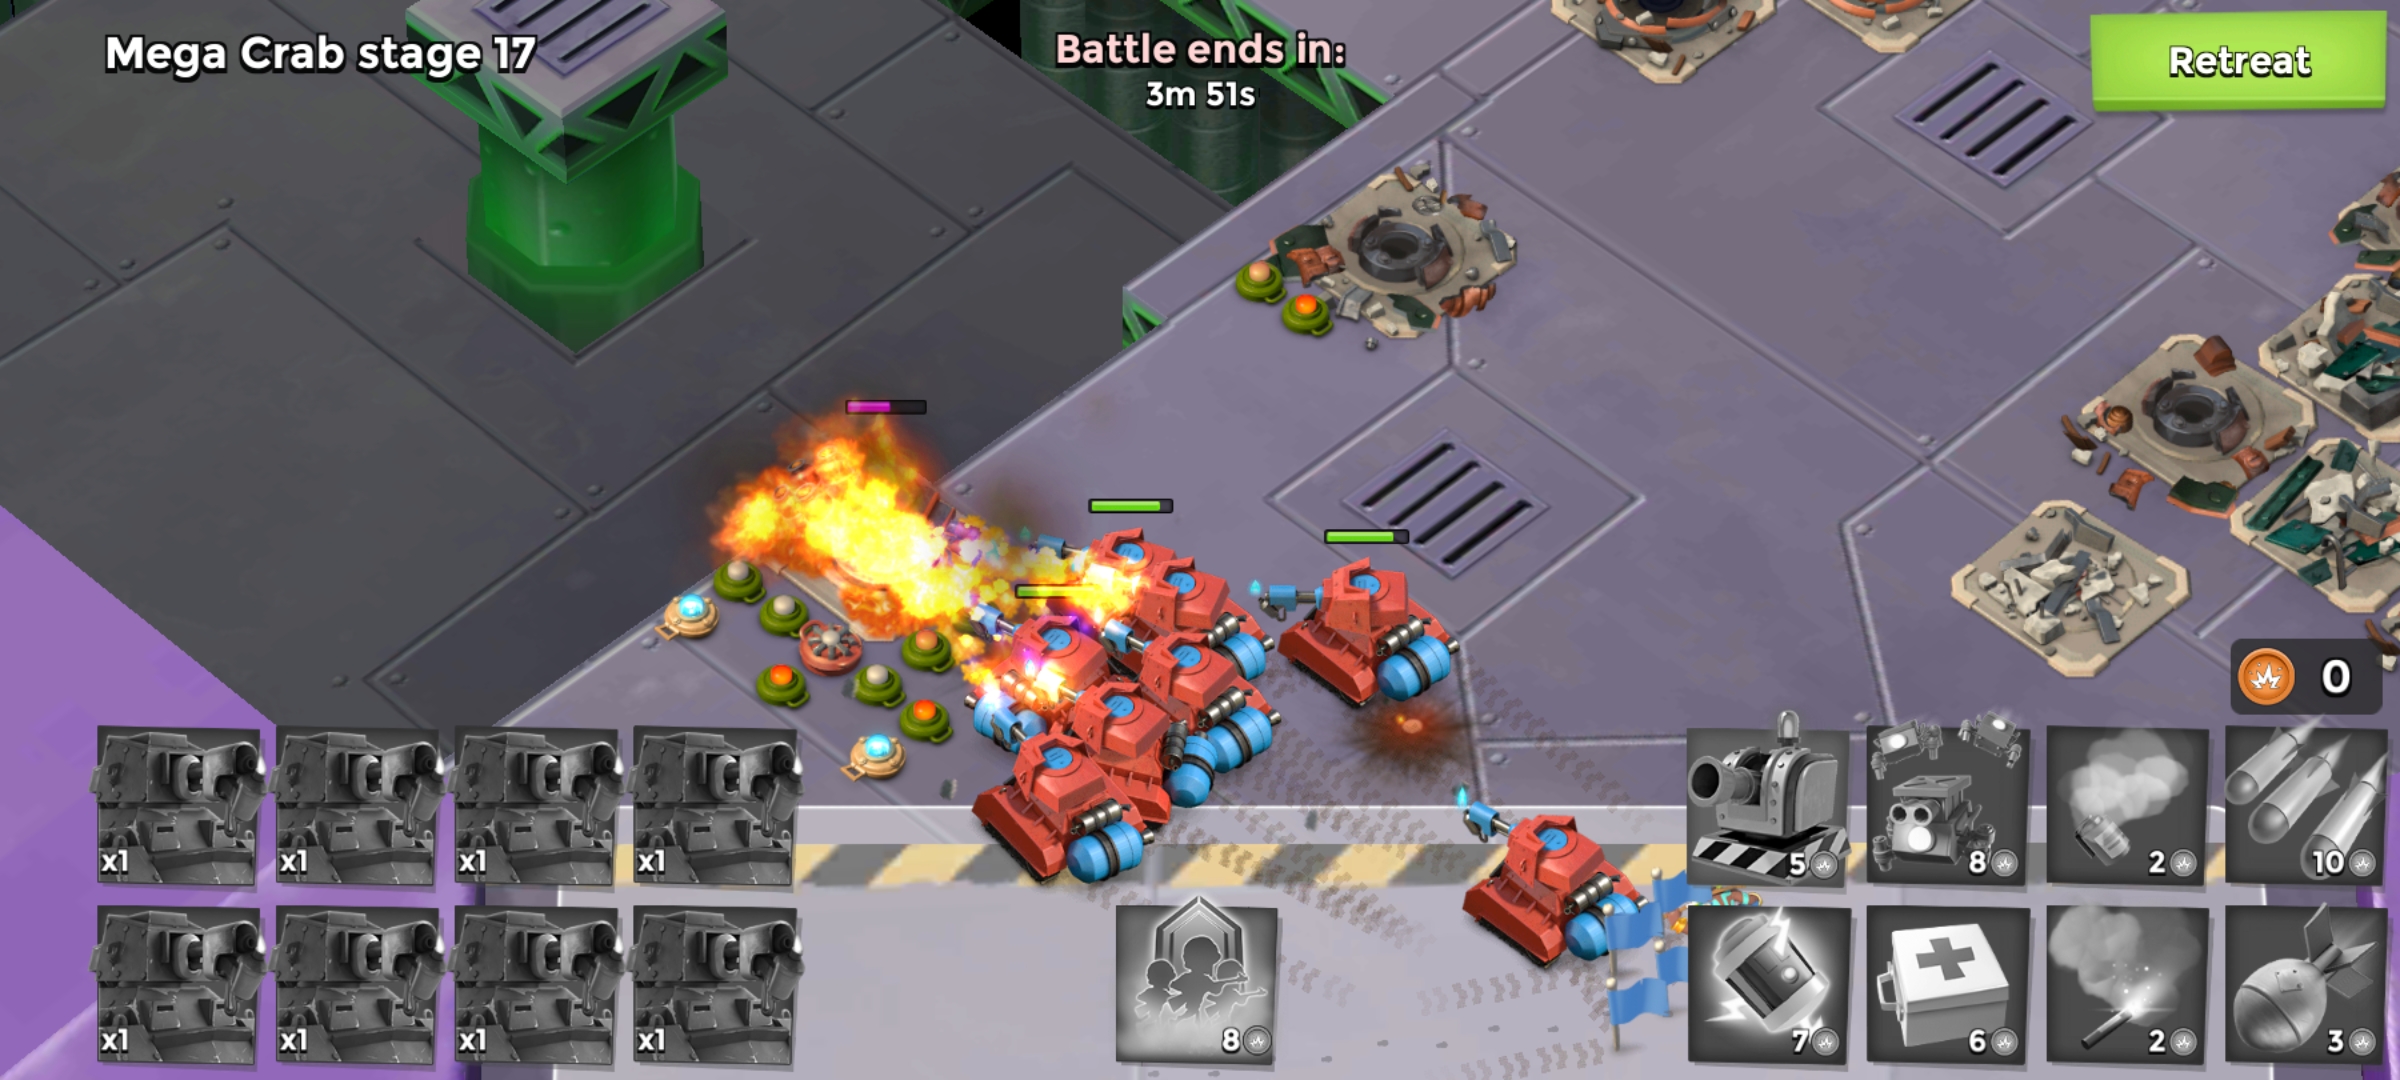 Mega Crab stage 17
Battle ends in:
3m 51s
Retreat
0
x1
x1
x1
x1
5
8
2
10
x1
x1
x1
x1
8
7
6
2
3